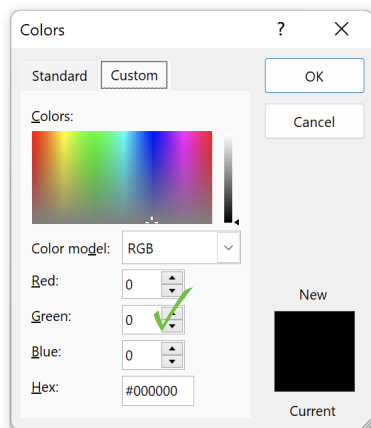 Colors ?
Standard Custom
OK
Cancel
Colors:
Color model: RGB
Red: 0
Green: 0
Blue: 0
Hex: #000000
New
Current